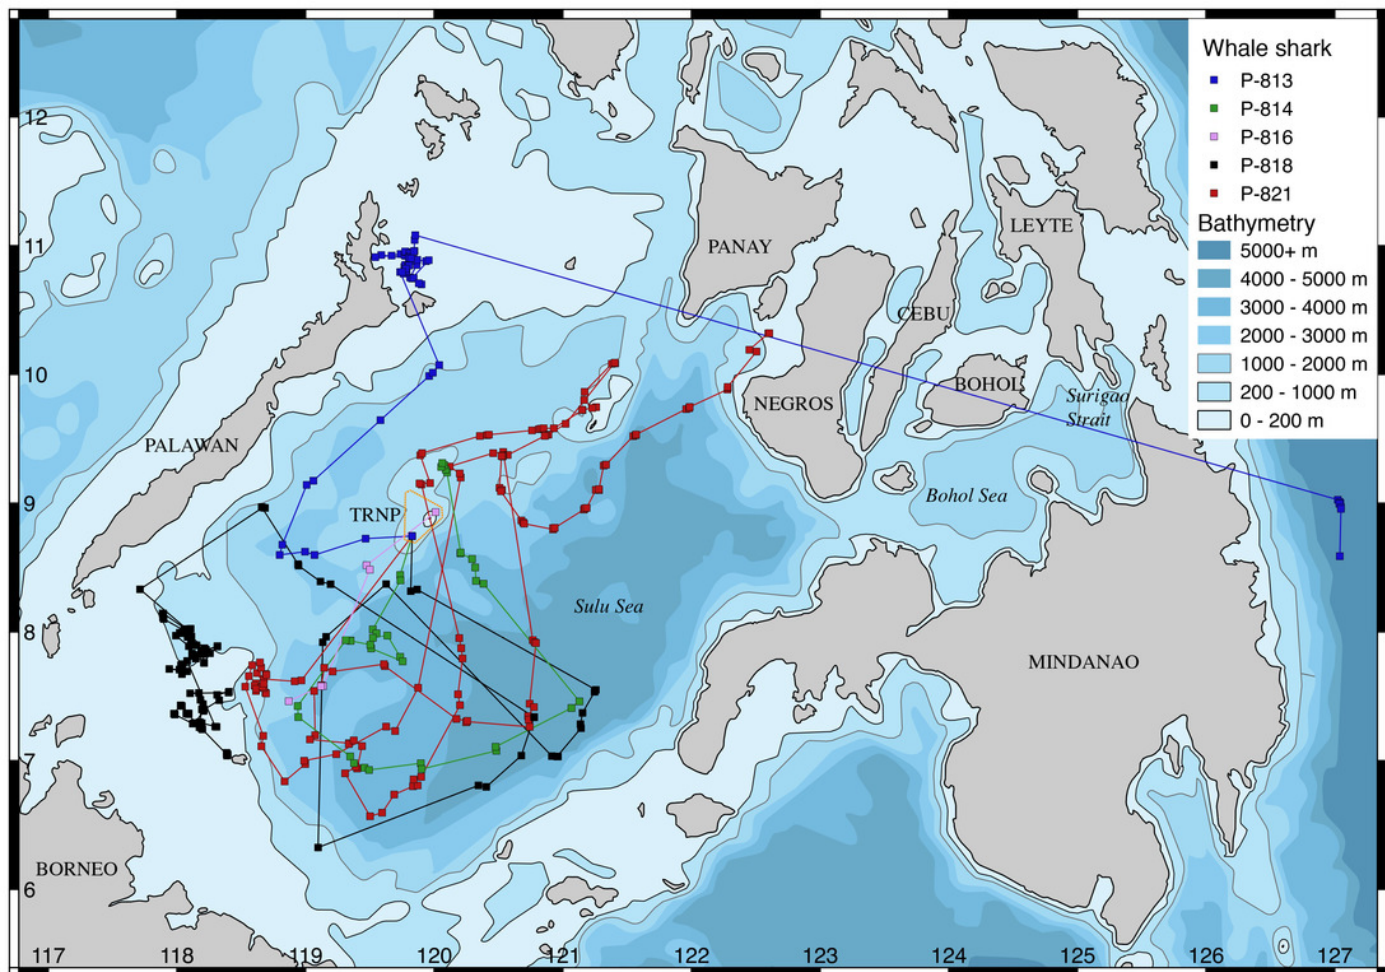 Whale shark
P-813
P-814
P-816
P-818
P-821
Bathymetry
5000+ m
4000 - 5000 m
3000 - 4000 m
2000 - 3000 m
1000 - 2000 m
200 - 1000 m
0 - 200 m
12
11
10
9
8
7
6
LEYTE
PANAY
CEBU
BOHOL
Surigao
Strait
NEGROS
PALAWAN
Bohol Sea
TRNP
Sulu Sea
MINDANAO
BORNEO
117
118
119
120
121
122
123
124
125
126
127